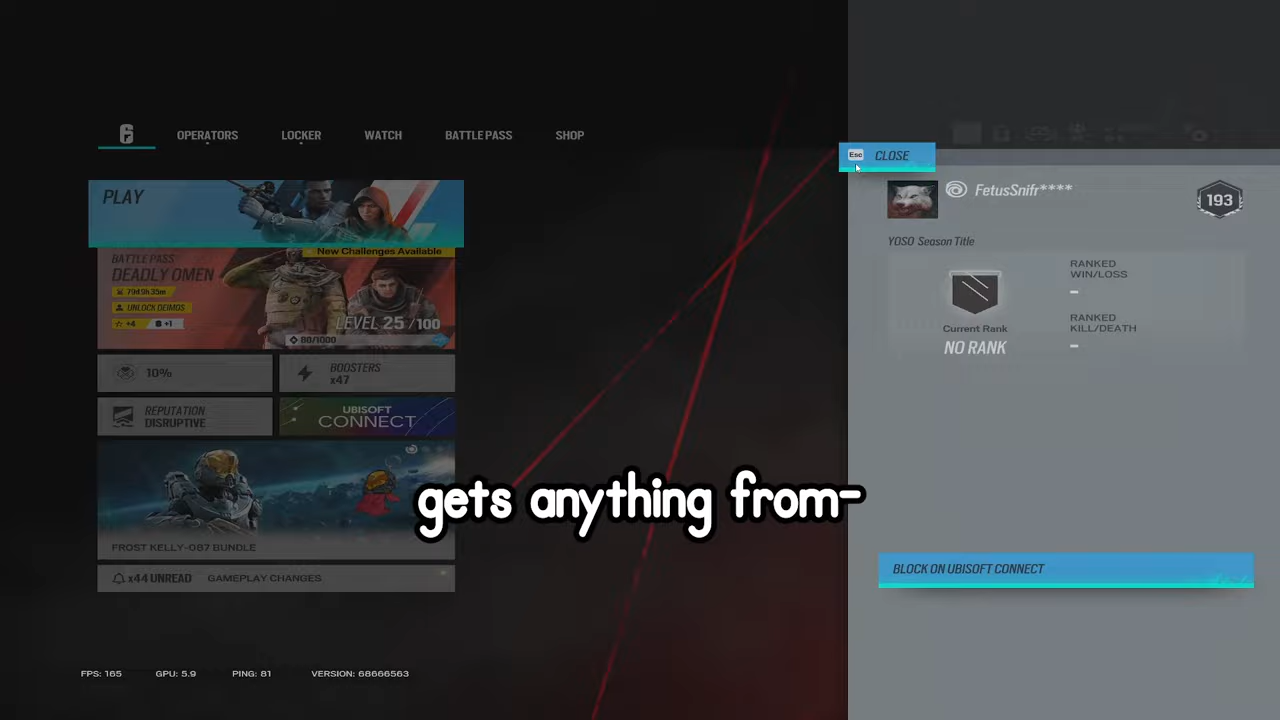 OPERATORS
LOCKER
WATCH
BATTLE PASS
SHOP
PLAY
New Challenges Available
BATTLE PASS
DEADLY OMEN
UNLOCK DEIMOS
+4
+1
LEVEL 25 /100
80/1000
10%
BOOSTERS
x47
REPUTATION
DISRUPTIVE
UBISOFT
CONNECT
FROST KELLY-087 BUNDLE
x44 UNREAD GAMEPLAY CHANGES
FPS: 165
GPU: 5.9
PING: 81
VERSION: 68666563
gets anything from-
Esc CLOSE
FetusSnifr****
193
YOSO Season Title
Current Rank
NO RANK
RANKED
WIN/LOSS
-
RANKED
KILL/DEATH
-
BLOCK ON UBISOFT CONNECT